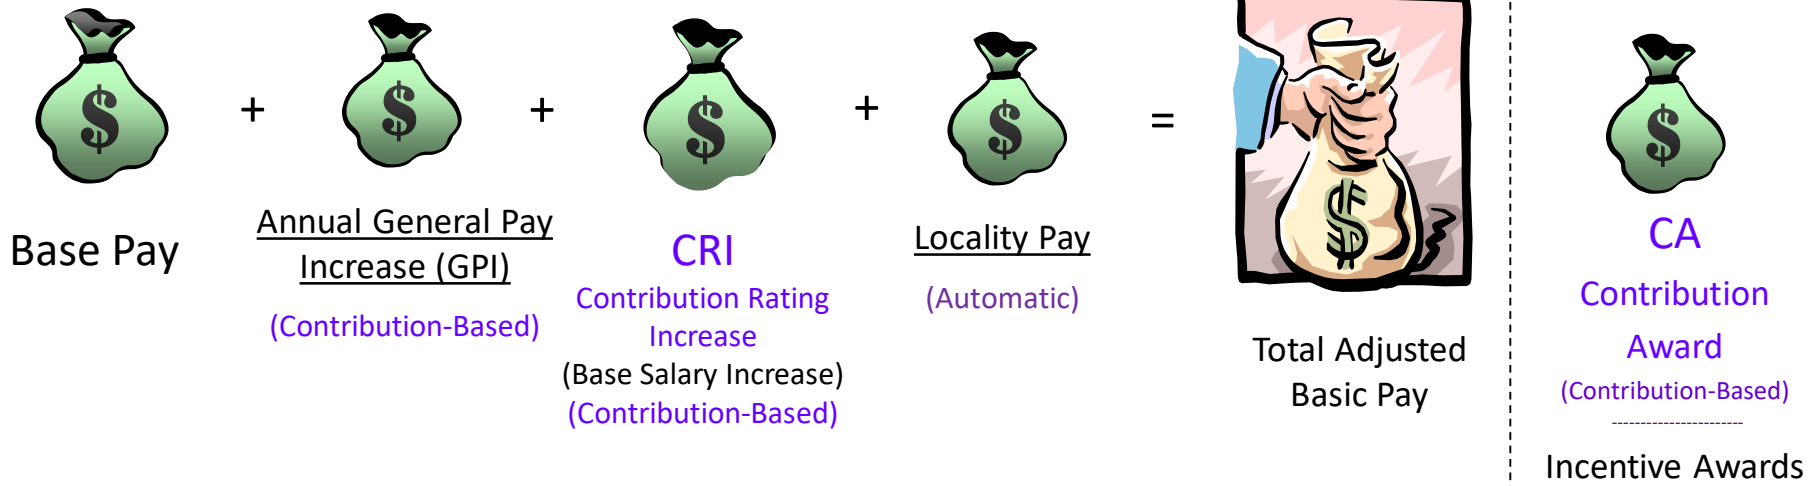 $ + $ + $ + $ = $ $
Base Pay
Annual General Pay
Increase (GPI)
(Contribution-Based)
CRI
Contribution Rating
Increase
(Base Salary Increase)
(Contribution-Based)
Locality Pay
(Automatic)
Total Adjusted
Basic Pay
CA
Contribution
Award
(Contribution-Based)
-----------------------
Incentive Awards